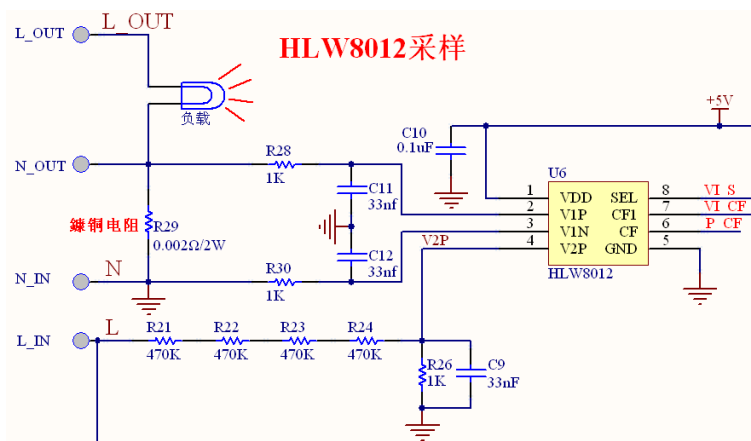 L_OUT
L_OUT
HLW8012采样
负载
+5V
C10
0.1uF
N_OUT
R28
1K
C11
33nf
U6
1 VDD SEL 8 VI_S
2 V1P CF1 7 VI_CF
3 V1N CF 6 P_CF
4 V2P GND 5
HLW8012
镰铜电阻
R29
0.002Ω/2W
V2P
C12
33nf
N_IN
N
R30
1K
L_IN
L
R21
470K
R22
470K
R23
470K
R24
470K
R26
1K
C9
33nF